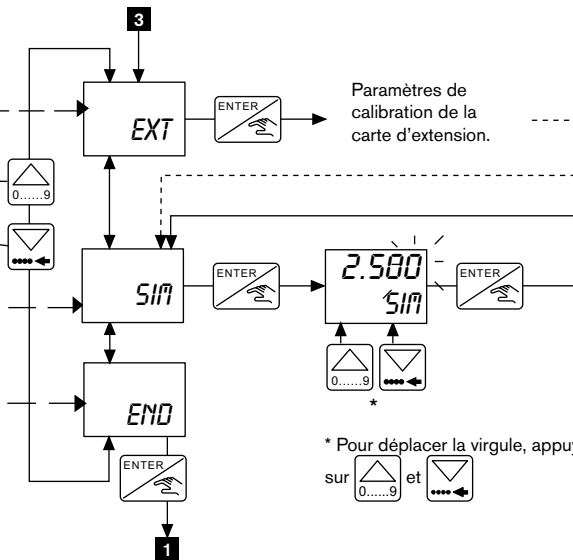 3
EXT
ENTER
Paramètres de
calibration de la
carte d'extension.
0......9
SIM
ENTER
2.500
SIM
ENTER
0......9
*
END
ENTER
* Pour déplacer la virgule,
sur 0......9 et
1